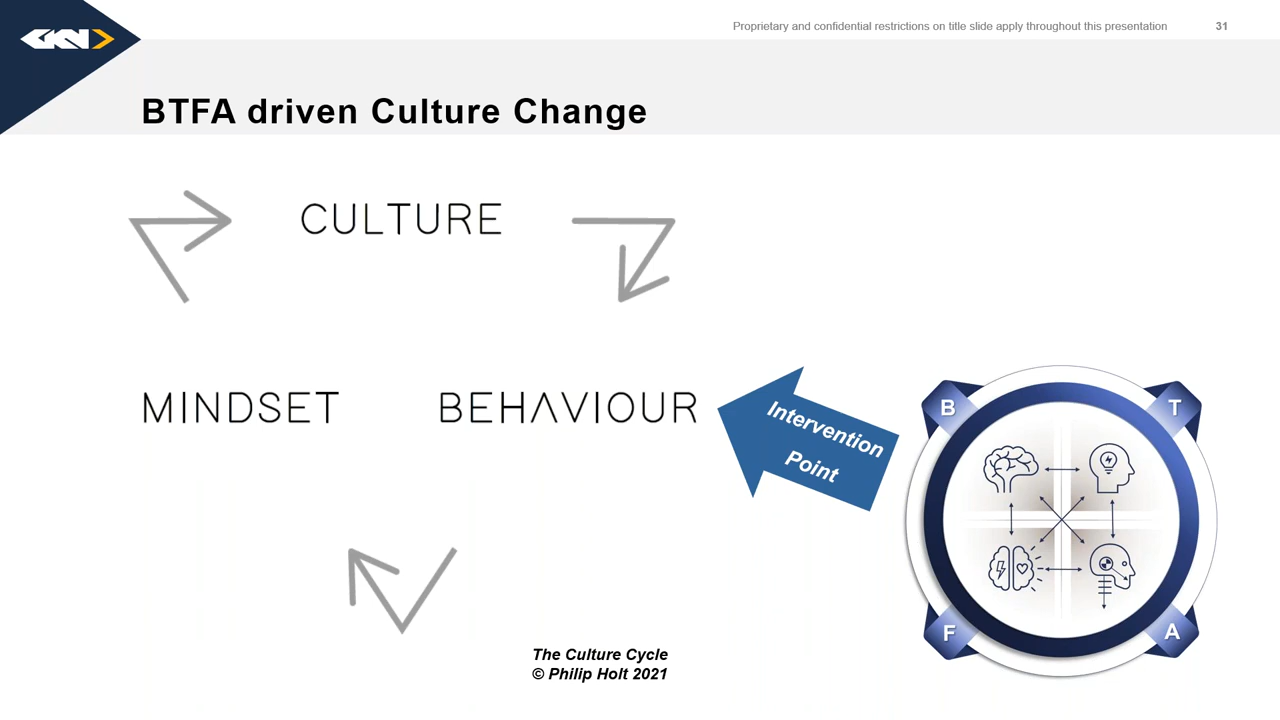 GKN
Proprietary and confidential restrictions on title slide apply throughout this presentation
31
BTFA driven Culture Change
CULTURE
MINDSET
BEHAVIOUR
Intervention
Point
B
T
F
A
The Culture Cycle
© Philip Holt 2021